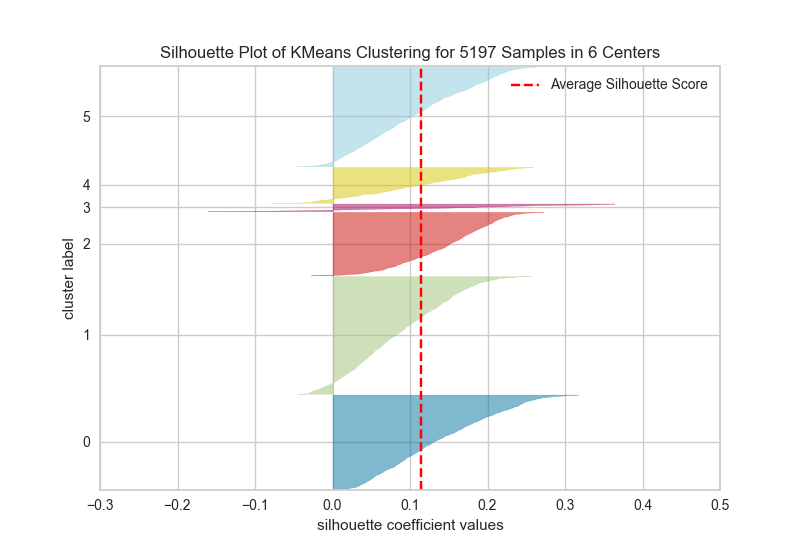 Silhouette Plot of KMeans Clustering for 5197 Samples in 6 Centers
Average Silhouette Score
cluster label
5
4
3
2
1
0
−0.3 −0.2 −0.1 0.0 0.1 0.2 0.3 0.4 0.5
silhouette coefficient values